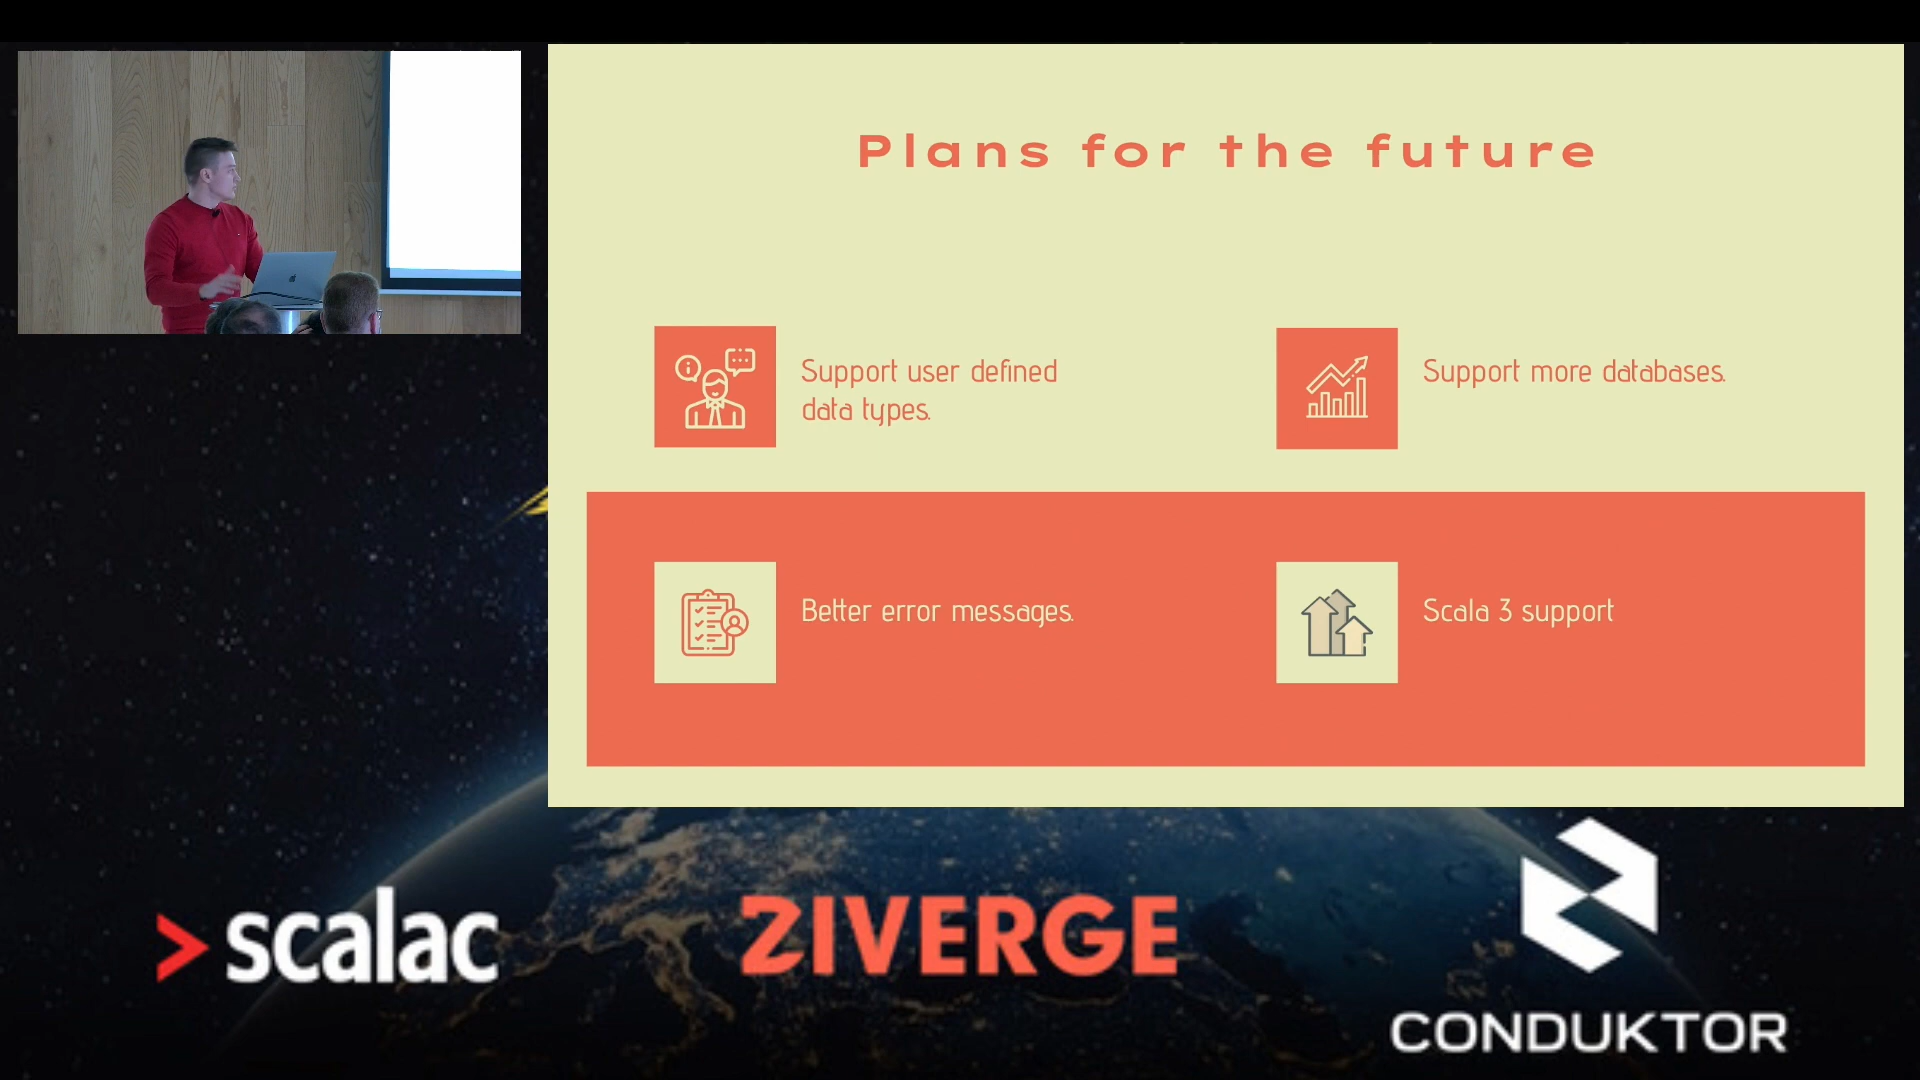 Plans for the future
Support user defined
data types.
Support more databases.
Better error messages.
Scala 3 support
scalac
ZIVERGE
CONDUKTOR